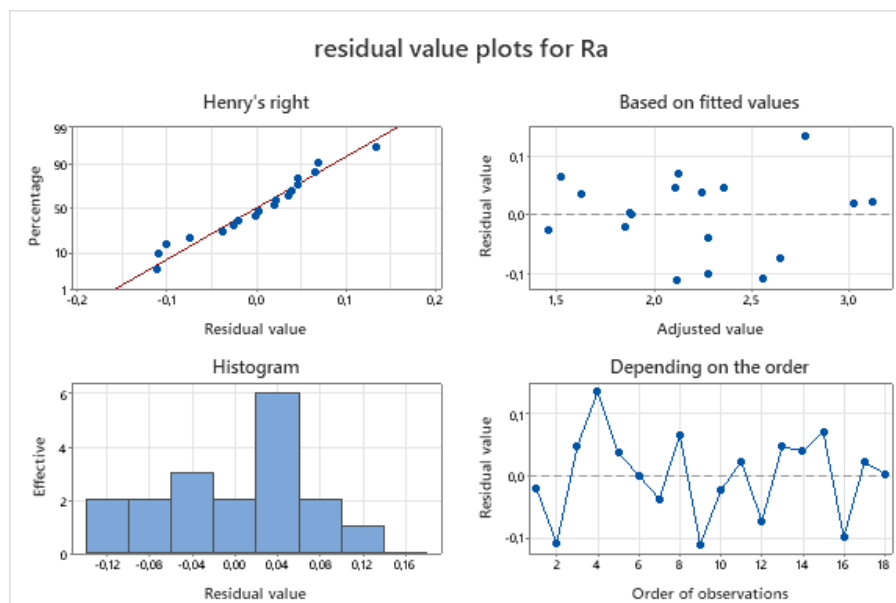 residual value plots for Ra
Henry's right
Based on fitted values
99
90
50
10
1
Percentage
-0,2 -0,1 0,0 0,1 0,2
Residual value
0,1
0,0
-0,1
Residual value
1,5 2,0 2,5 3,0
Adjusted value
Histogram
Depending on the order
6
4
2
0
Effective
-0,12 -0,08 -0,04 0,00 0,04 0,08 0,12 0,16
Residual value
0,1
0,0
-0,1
Residual value
2 4 6 8 10 12 14 16 18
Order of observations